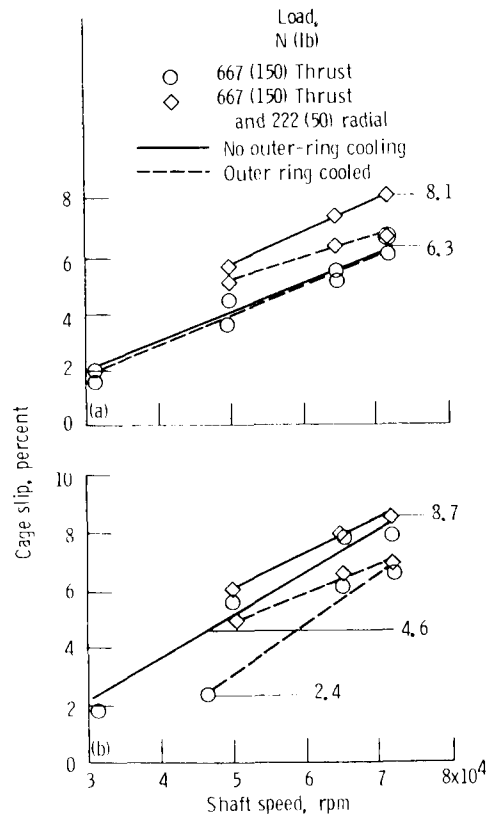 Load,
N (lb)
667 (150) Thrust
667 (150) Thrust
and 222 (50) radial
No outer-ring cooling
Outer ring cooled
8
6
4
2
0
8.1
6.3
(a)
Cage slip, percent
10
8
6
4
2
0
8.7
4.6
2.4
(b)
3 4 5 6 7 8x10⁴
Shaft speed, rpm